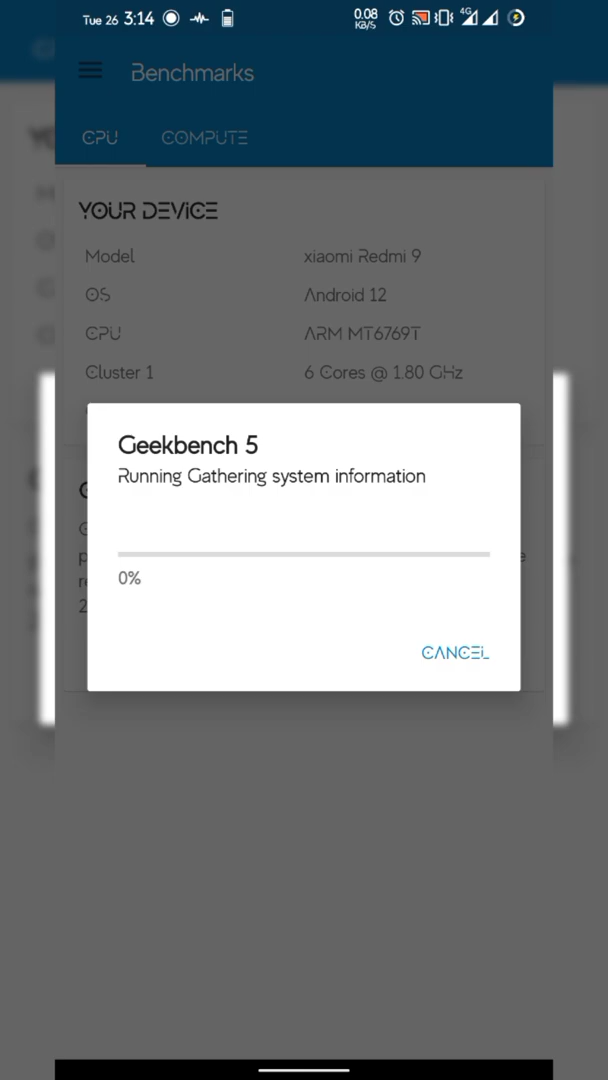 Tue 26 3:14 0.08 KB/S 4G
Benchmarks
CPU COMPUTE
YOUR DEVICE
Model xiaomi Redmi 9
OS Android 12
CPU ARM MT6769T
Cluster 1 6 Cores @ 1.80 GHz
Geekbench 5
Running Gathering system information
0%
CANCEL